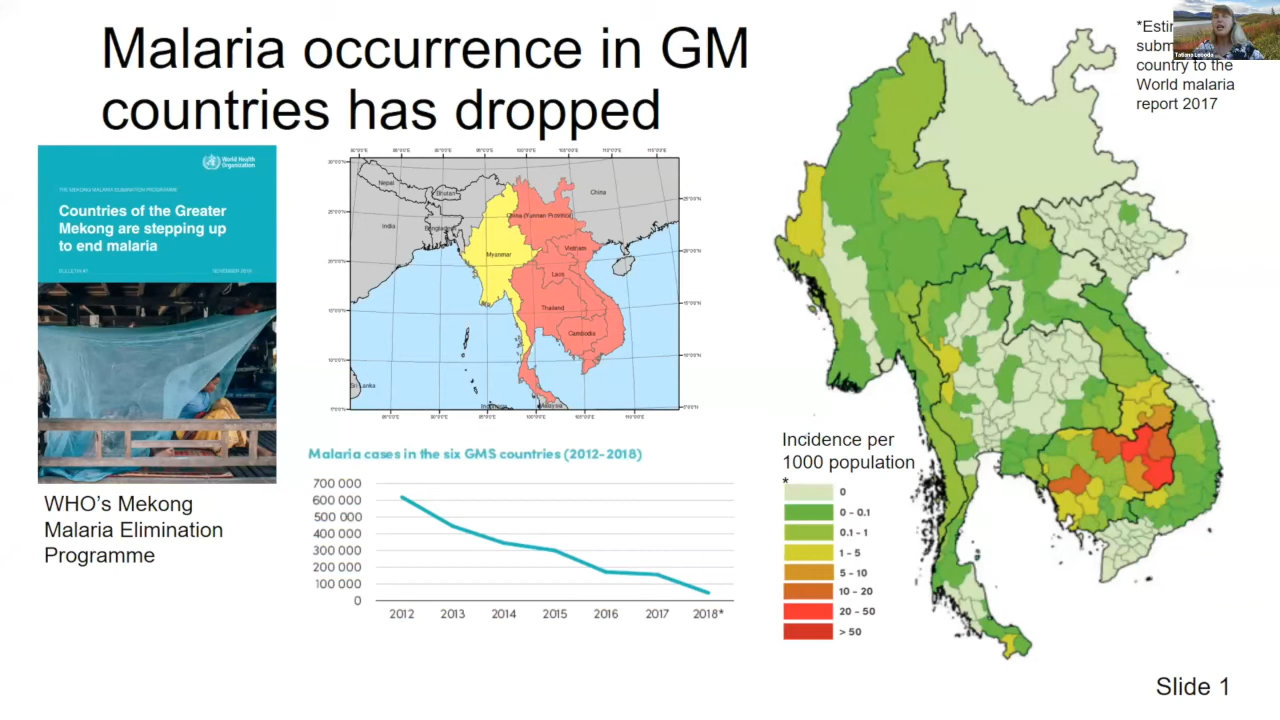 Malaria occurrence in GM
countries has dropped
World Health
Organization
THE MEKONG MALARIA ELIMINATION PROGRAMME
Countries of the Greater
Mekong are stepping up
to end malaria
BULLETIN #7
NOVEMBER 2018
WHO's Mekong
Malaria Elimination
Programme
Nepal
Bhutan
China
India
Bangladesh
China (Yunnan Province)
Myanmar
Vietnam
Laos
Thailand
Cambodia
Sri Lanka
Malaysia
Malaria cases in the six GMS countries (2012-2018)
700 000
600 000
500 000
400 000
300 000
200 000
100 000
0
2012 2013 2014 2015 2016 2017 2018*
country to the
World malaria
report 2017
Incidence per
1000 population
*
0
0 - 0.1
0.1 - 1
1 - 5
5 - 10
10 - 20
20 - 50
> 50
Slide 1